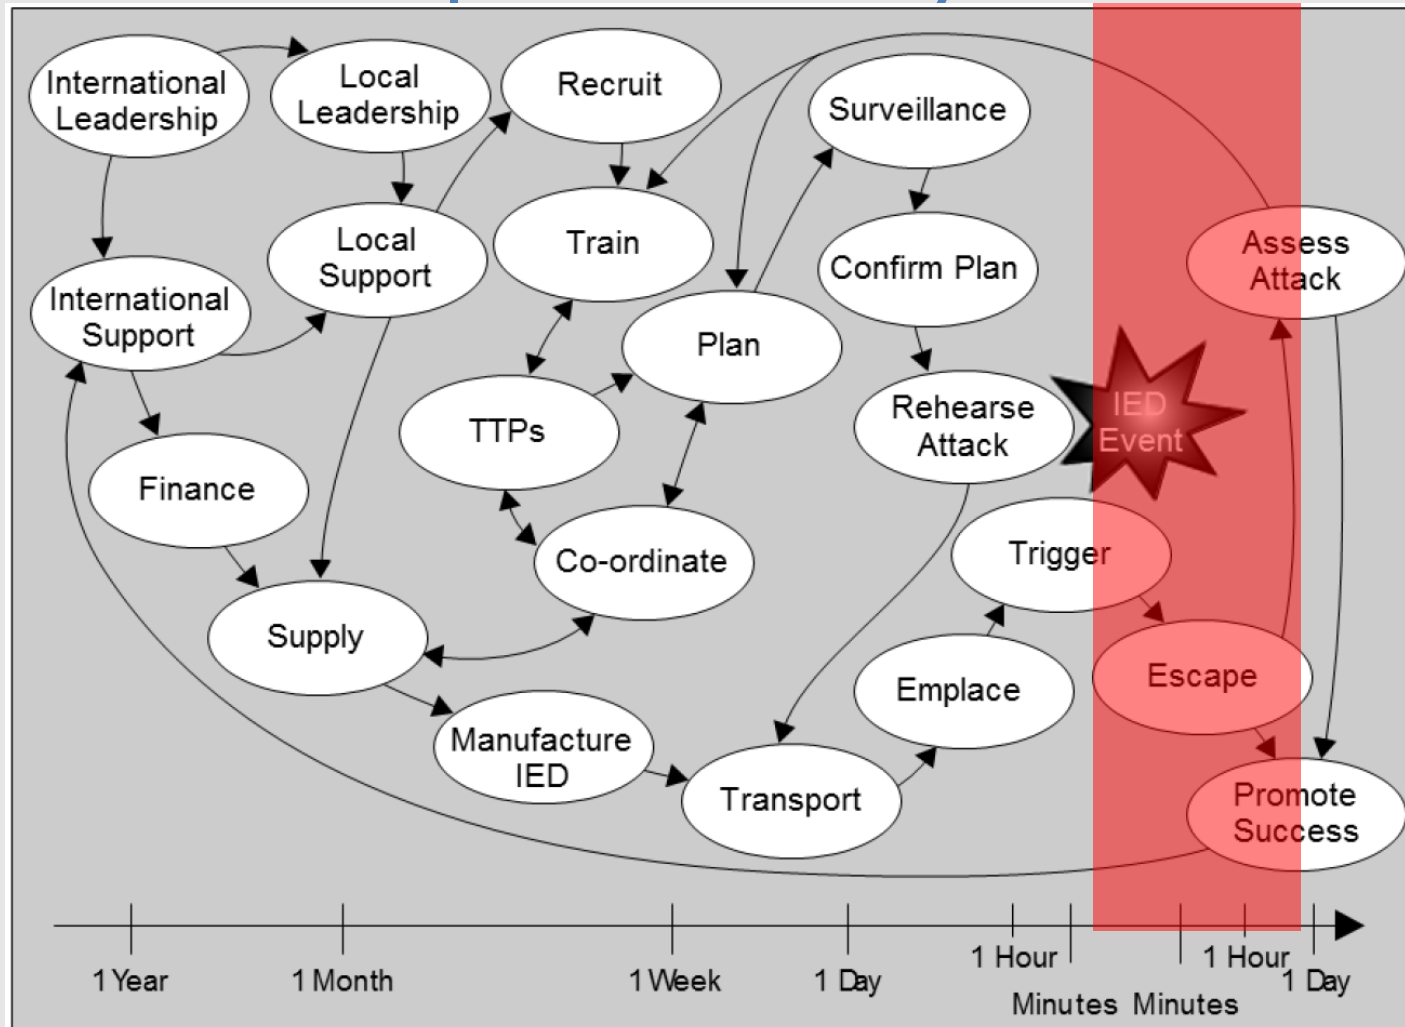 International
Leadership
Local
Leadership
Recruit
Surveillance
Train
Local
Support
Confirm Plan
Assess
Attack
International
Support
Plan
Rehearse
Attack
IED
Event
TTPs
Finance
Co-ordinate
Trigger
Supply
Emplace
Escape
Manufacture
IED
Transport
Promote
Success
1 Year
1 Month
1 Week
1 Day
1 Hour
Minutes
Minutes
1 Hour
1 Day